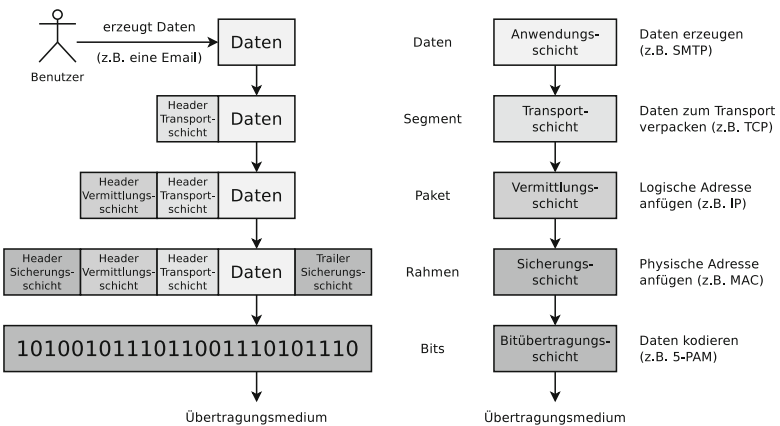 erzeugt Daten
(z.B. eine Email)
Benutzer
Daten
Daten
Anwendungs-
schicht
Daten erzeugen
(z.B. SMTP)
Header
Transport-
schicht
Daten
Segment
Transport-
schicht
Daten zum Transport
verpacken (z.B. TCP)
Header
Vermittlungs-
schicht
Header
Transport-
schicht
Daten
Paket
Vermittlungs-
schicht
Logische Adresse
anfügen (z.B. IP)
Header
Sicherungs-
schicht
Header
Vermittlungs-
schicht
Header
Transport-
schicht
Daten
Trailer
Sicherungs-
schicht
Rahmen
Sicherungs-
schicht
Physische Adresse
anfügen (z.B. MAC)
1010010111011001110101110
Bits
Bitübertragungs-
schicht
Daten kodieren
(z.B. 5-PAM)
Übertragungsmedium
Übertragungsmedium